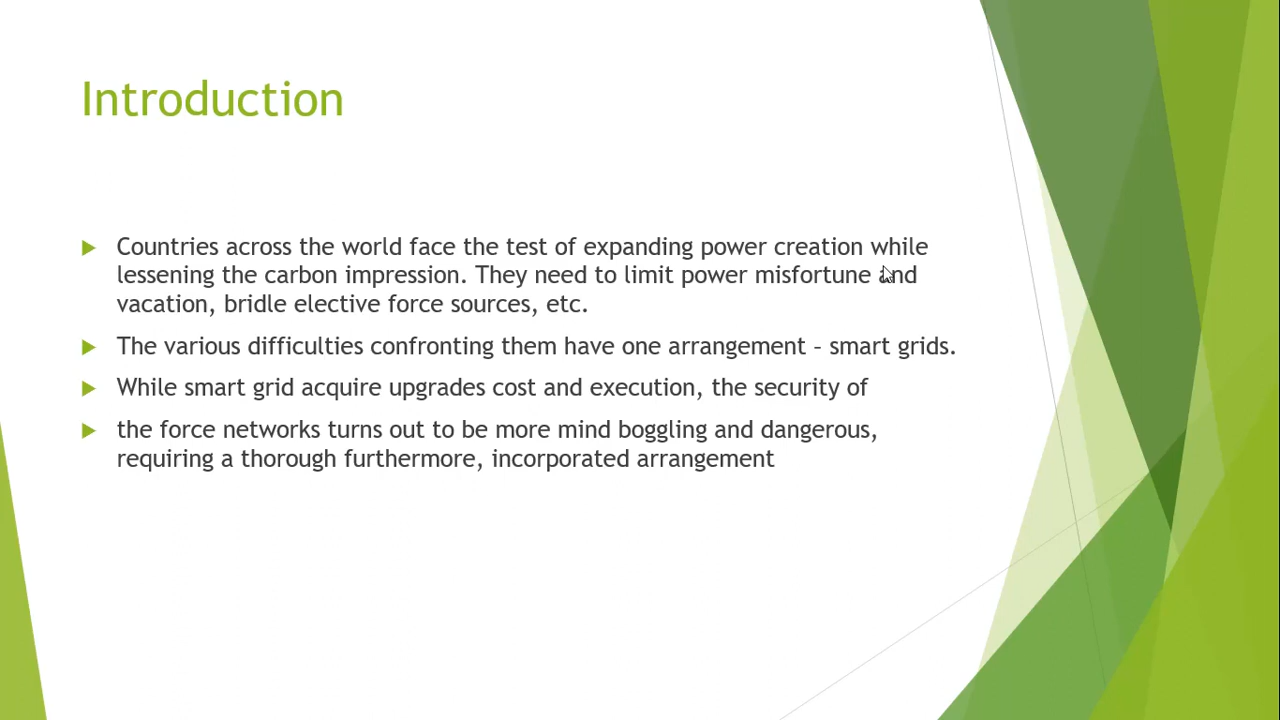 Introduction
Countries across the world face the test of expanding power creation while
lessening the carbon impression. They need to limit power misfortune and
vacation, bridle elective force sources, etc.
The various difficulties confronting them have one arrangement – smart grids.
While smart grid acquire upgrades cost and execution, the security of
the force networks turns out to be more mind boggling and dangerous,
requiring a thorough furthermore, incorporated arrangement